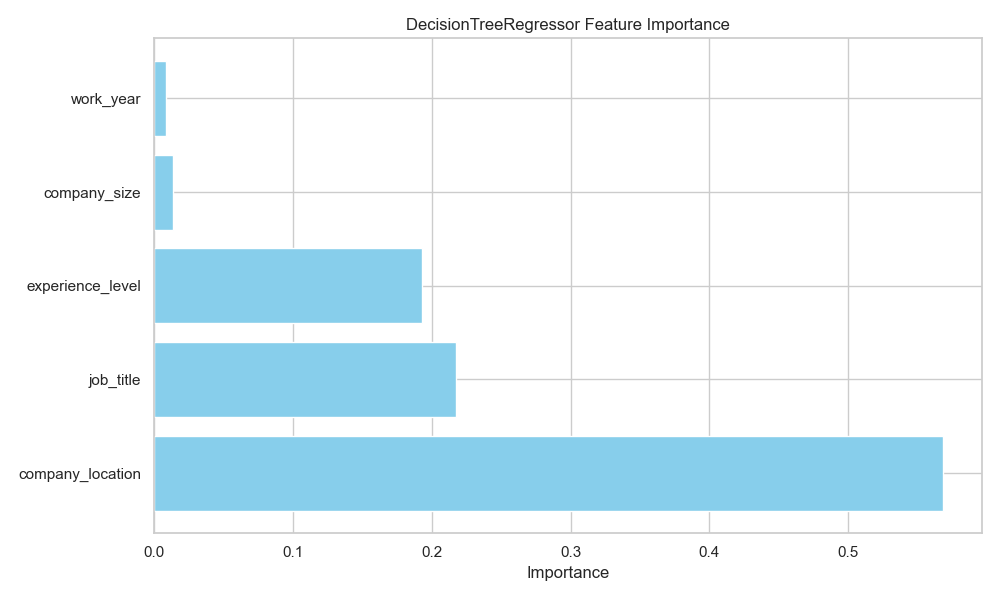 DecisionTreeRegressor Feature Importance
work_year
company_size
experience_level
job_title
company_location
0.0 0.1 0.2 0.3 0.4 0.5
Importance